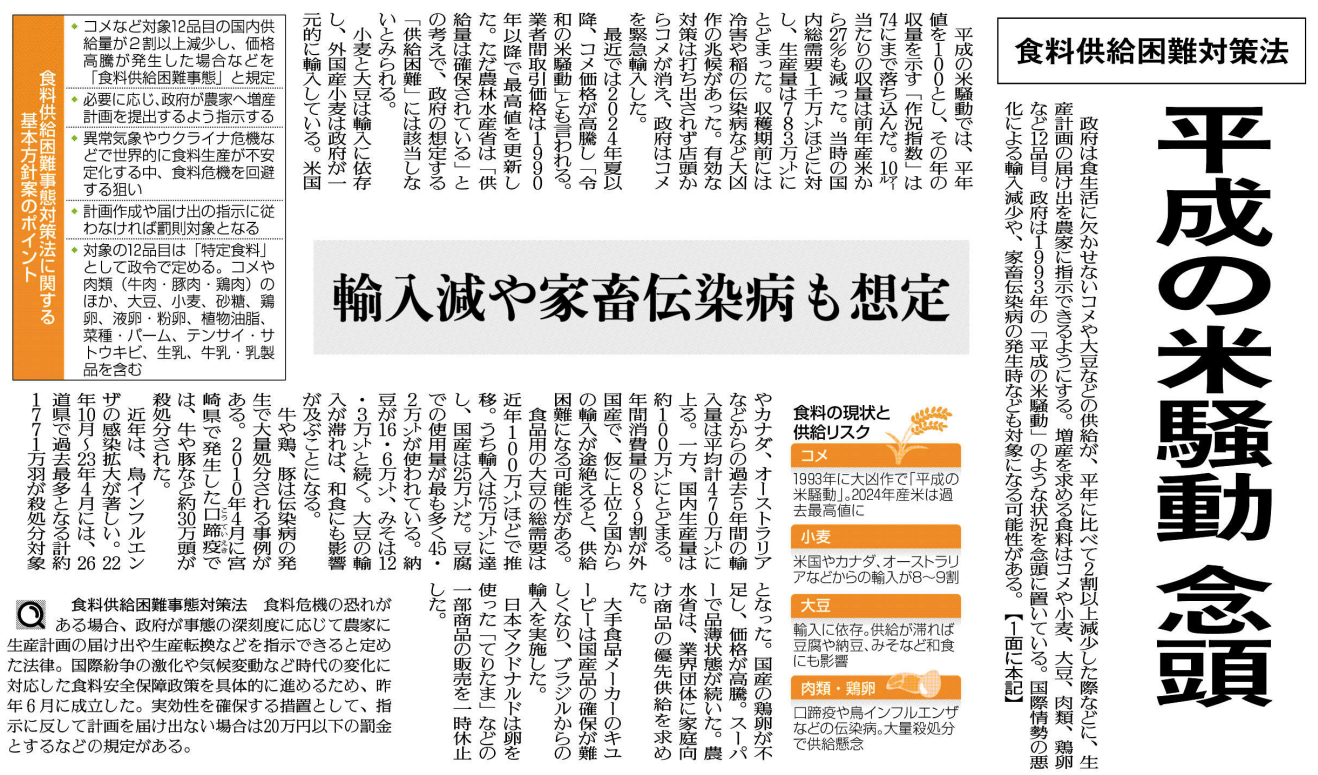 食料供給困難対策法
平成の米騒動 念頭
政府は食生活に欠かせないコメや大豆などの供給が、平年に比べて2割以上減少した際などに、生
産計画の届け出を農家に指示できるようにする。増産を求める食料はコメや小麦、大豆、肉類、鶏卵
など12品目。政府は1993年の「平成の米騒動」のような状況を念頭に置いている。国際情勢の悪
化による輸入減少や、家畜伝染病の発生時なども対象になる可能性がある。【1面に本記】
平成の米騒動では、平年
値を100とし、その年の
収量を示す「作況指数」は
74にまで落ち込んだ。10㌃
当たりの収量は前年産米か
ら27%も減った。当時の国
内総需要1千万㌧ほどに対
し、生産量は783万㌧に
とどまった。収穫期前には
冷害や稲の伝染病など大凶
作の兆候があった。有効な
対策は打ち出されず店頭か
らコメが消え、政府はコメ
を緊急輸入した。
最近では2024年夏以
降、コメ価格が高騰し「令
和の米騒動」とも言われる。
業者間取引価格は1990
年以降で最高値を更新し
た。ただ農林水産省は「供
給量は確保されている」と
の考えで、政府の想定する
「供給困難」には該当しな
いとみられる。
小麦と大豆は輸入に依存
し、外国産小麦は政府が一
元的に輸入している。米国
食料供給困難事態対策法に関する
基本方針案のポイント
◆コメなど対象12品目の国内供
給量が2割以上減少し、価格
高騰が発生した場合などを
「食料供給困難事態」と規定
◆必要に応じ、政府が農家へ増産
計画を提出するよう指示する
◆異常気象やウクライナ危機な
どで世界的に食料生産が不安
定化する中、食料危機を回避
する狙い
◆計画作成や届け出の指示に従
わなければ罰則対象となる
◆対象の12品目は「特定食料」
として政令で定める。コメや
肉類（牛肉・豚肉・鶏肉）の
ほか、大豆、小麦、砂糖、鶏
卵、液卵・粉卵、植物油脂、
菜種・パーム、テンサイ・サ
トウキビ、生乳、牛乳・乳製
品を含む
輸入減や家畜伝染病も想定
食料の現状と
供給リスク
コメ
1993年に大凶作で「平成の
米騒動」。2024年産米は過
去最高値に
小麦
米国やカナダ、オーストラリ
アなどからの輸入が8〜9割
大豆
輸入に依存。供給が滞れば
豆腐や納豆、みそなど和食
にも影響
肉類・鶏卵
口蹄疫や鳥インフルエンザ
などの伝染病。大量殺処分
で供給懸念
やカナダ、オーストラリア
などからの過去5年間の輸
入量は平均計470万㌧に
上る。一方、国内生産量は
約100万㌧にとどまる。
年間消費量の8〜9割が外
国産で、仮に上位2国から
の輸入が途絶えると、供給
困難になる可能性がある。
食品用の大豆の総需要は
近年100万㌧ほどで推
移。うち輸入は75万㌧に達
し、国産は25万㌧だ。豆腐
での使用量が最も多く45・
2万㌧が使われている。納
豆が16・6万㌧、みそは12
・3万㌧と続く。大豆の輸
入が滞れば、和食にも影響
が及ぶことになる。
牛や鶏、豚は伝染病の発
生で大量処分される事例が
ある。2010年4月に宮
崎県で発生した口蹄疫で
は、牛や豚など約30万頭が
殺処分された。
近年は、鳥インフルエン
ザの感染拡大が著しい。22
年10月〜23年4月には、26
道県で過去最多となる計約
1771万羽が殺処分対象
となった。国産の鶏卵が不
足し、価格が高騰。スーパ
ーで品薄状態が続いた。農
水省は、業界団体に家庭向
け商品の優先供給を求め
た。
大手食品メーカーのキユ
ーピーは国産品の確保が難
しくなり、ブラジルからの
輸入を実施した。
日本マクドナルドは卵を
使った「てりたま」などの
一部商品の販売を一時休止
した。
食料供給困難事態対策法 食料危機の恐れが
ある場合、政府が事態の深刻度に応じて農家に
生産計画の届け出や生産転換などを指示できると定め
た法律。国際紛争の激化や気候変動など時代の変化に
対応した食料安全保障政策を具体的に進めるため、昨
年6月に成立した。実効性を確保する措置として、指
示に反して計画を届け出ない場合は20万円以下の罰金
とするなどの規定がある。